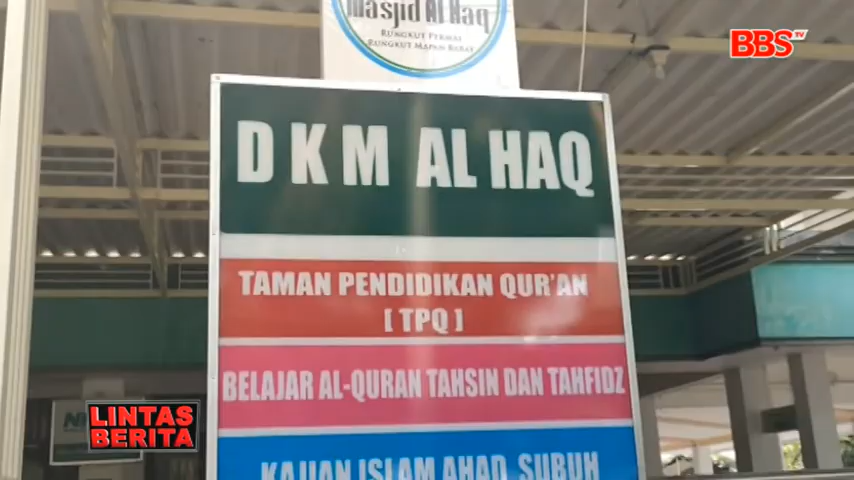 Masjid Al Haq
RUNGKUT PERMAI
RUNGKUT MAPAN BARAT
BBS TV
DKM AL HAQ
TAMAN PENDIDIKAN QUR'AN
[ TPQ ]
BELAJAR AL-QURAN TAHSIN DAN TAHFIDZ
KAJIAN ISLAM AHAD SUBUH
LINTAS
BERITA